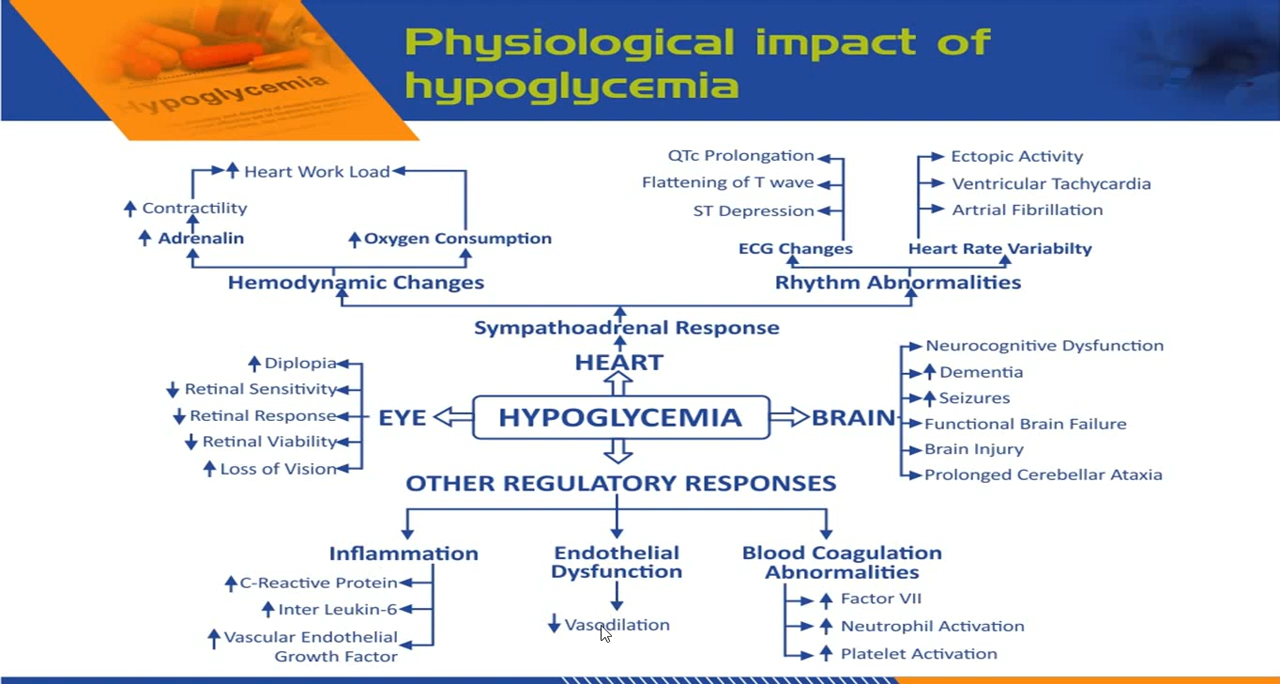 Physiological impact of
hypoglycemia
Hypoglycemia
↑ Heart Work Load
↑ Contractility
↑ Adrenalin
↑ Oxygen Consumption
Hemodynamic Changes
QTc Prolongation
Flattening of T wave
ST Depression
ECG Changes
Ectopic Activity
Ventricular Tachycardia
Artrial Fibrillation
Heart Rate Variabilty
Rhythm Abnormalities
Sympathoadrenal Response
HEART
↑ Diplopia
↓ Retinal Sensitivity
↓ Retinal Response
↓ Retinal Viability
↑ Loss of Vision
EYE
HYPOGLYCEMIA
BRAIN
Neurocognitive Dysfunction
↑ Dementia
↑ Seizures
Functional Brain Failure
Brain Injury
Prolonged Cerebellar Ataxia
OTHER REGULATORY RESPONSES
Inflammation
↑ C-Reactive Protein
↑ Inter Leukin-6
↑ Vascular Endothelial
Growth Factor
Endothelial
Dysfunction
↓ Vasodilation
Blood Coagulation
Abnormalities
↑ Factor VII
↑ Neutrophil Activation
↑ Platelet Activation